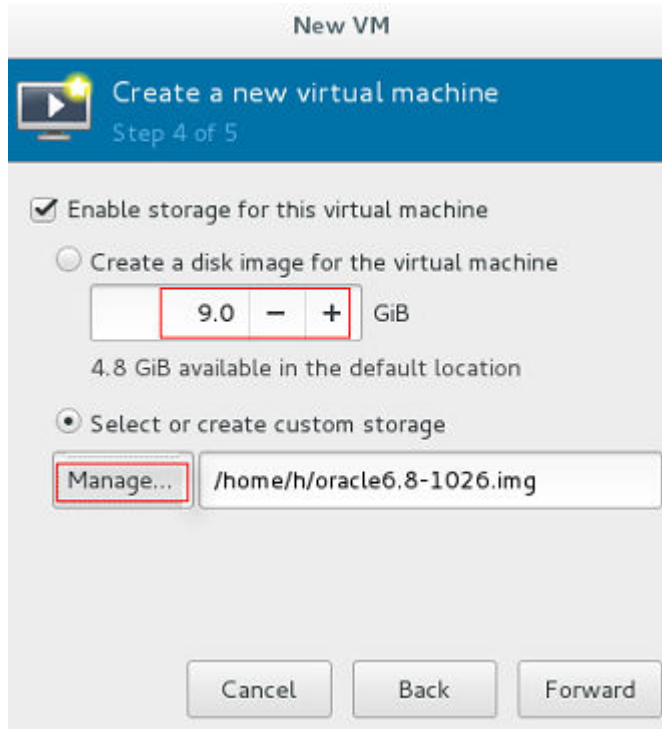 New VM
Create a new virtual machine
Step 4 of 5
Enable storage for this virtual machine
Create a disk image for the virtual machine
9.0 − + GiB
4.8 GiB available in the default location
Select or create custom storage
Manage... /home/h/oracle6.8-1026.img
Cancel Back Forward